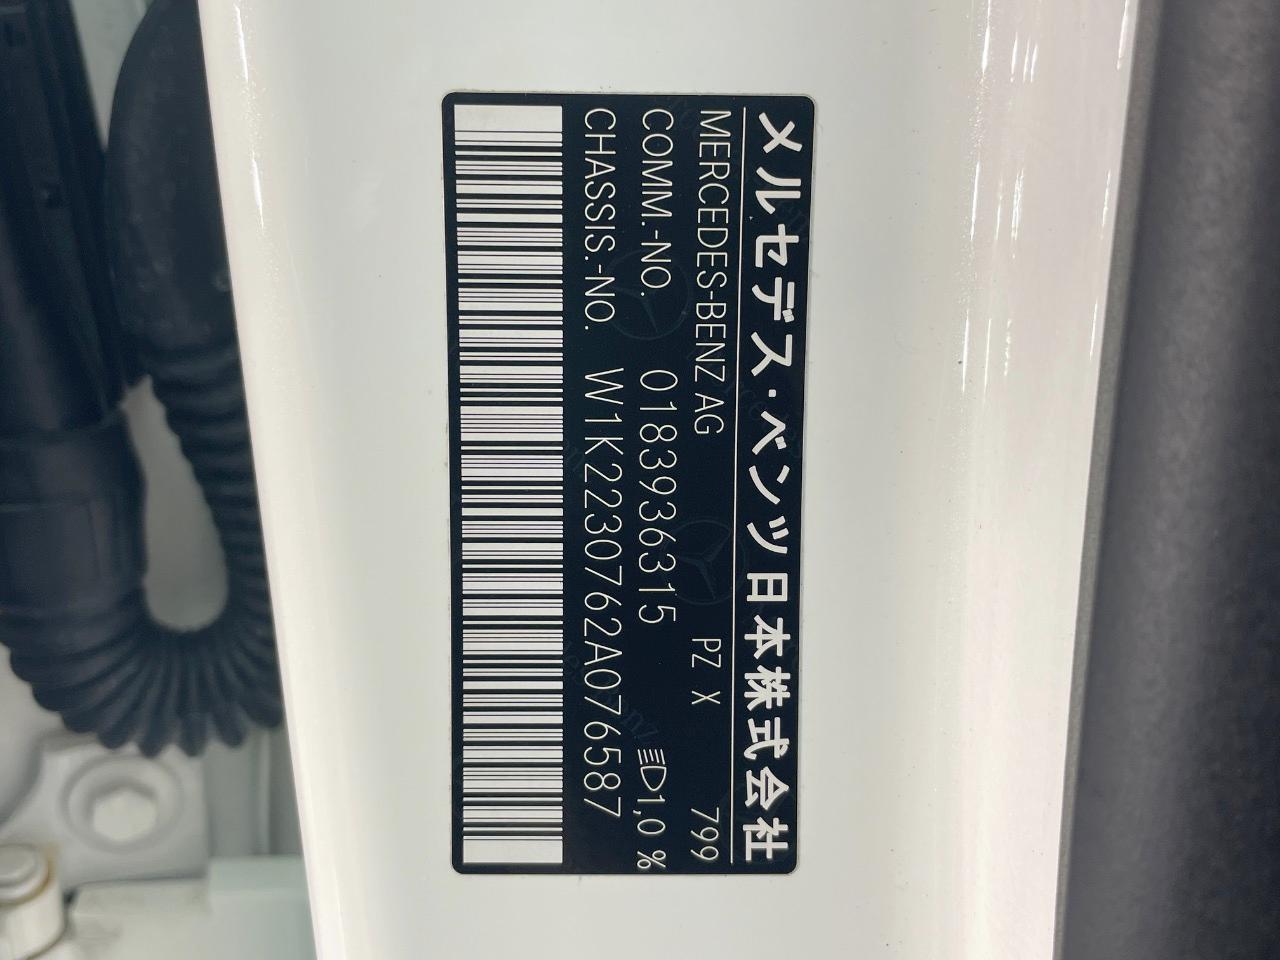 メルセデス・ベンツ日本株式会社
MERCEDES-BENZ AG PZ X 799
COMM.-NO. 0183936315 1,0 %
CHASSIS.-NO. W1K2230762A076587